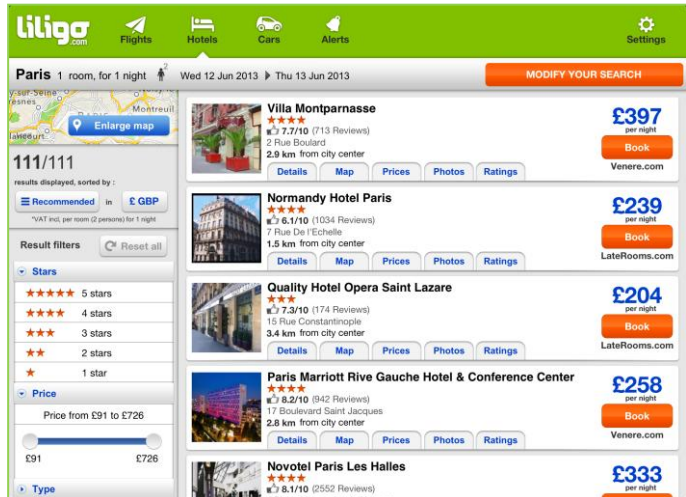 liligo
.com
Flights
Hotels
Cars
Alerts
Settings
Paris 1 room, for 1 night 2 Wed 12 Jun 2013 Thu 13 Jun 2013
MODIFY YOUR SEARCH
Montreuil
Enlarge map
111/111
results displayed, sorted by :
Recommended in £ GBP
*VAT incl, per room (2 persons) for 1 night
Result filters Reset all
Stars
5 stars
4 stars
3 stars
2 stars
1 star
Price
Price from £91 to £726
£91 £726
Type
Villa Montparnasse
7.7/10 (713 Reviews)
2 Rue Boulard
2.9 km from city center
Details Map Prices Photos Ratings
£397
per night
Book
Venere.com
Normandy Hotel Paris
6.1/10 (1034 Reviews)
7 Rue De l'Echelle
1.5 km from city center
Details Map Prices Photos Ratings
£239
per night
Book
LateRooms.com
Quality Hotel Opera Saint Lazare
7.3/10 (174 Reviews)
15 Rue Constantinople
3.4 km from city center
Details Map Prices Photos Ratings
£204
per night
Book
LateRooms.com
Paris Marriott Rive Gauche Hotel & Conference Center
8.2/10 (942 Reviews)
17 Boulevard Saint Jacques
2.8 km from city center
Details Map Prices Photos Ratings
£258
per night
Book
Venere.com
Novotel Paris Les Halles
8.1/10 (2552 Reviews)
£333
per night